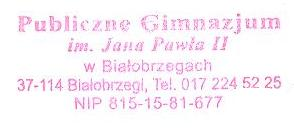 Publiczne Gimnazjum
im. Jana Pawła II
w Białobrzegach
37-114 Białobrzegi, Tel. 017 224 52 25
NIP 815-15-81-677